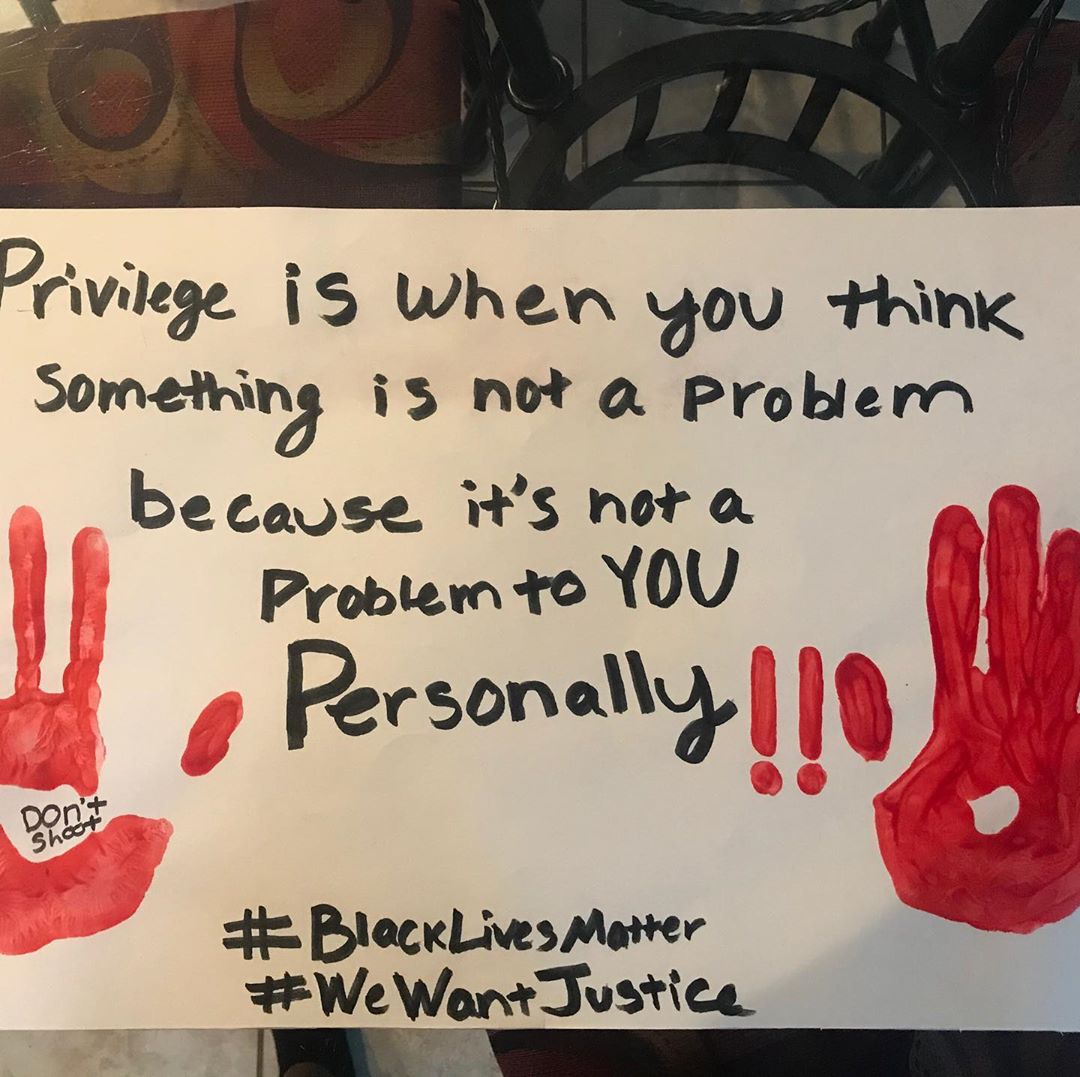 Privilege is when you think
something is not a problem
because it's not a
Problem to YOU
Personally!!
DON't
Shoot
#BlackLivesMatter
#WeWantJustice